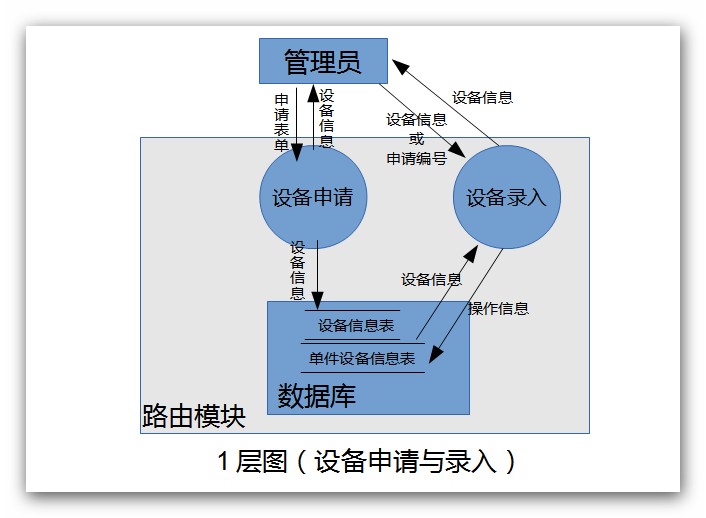 管理员
申请表单
设备信息
设备信息
设备信息
或
申请编号
设备申请
设备录入
设备信息
设备信息
操作信息
设备信息表
单件设备信息表
数据库
路由模块
1层图（设备申请与录入）